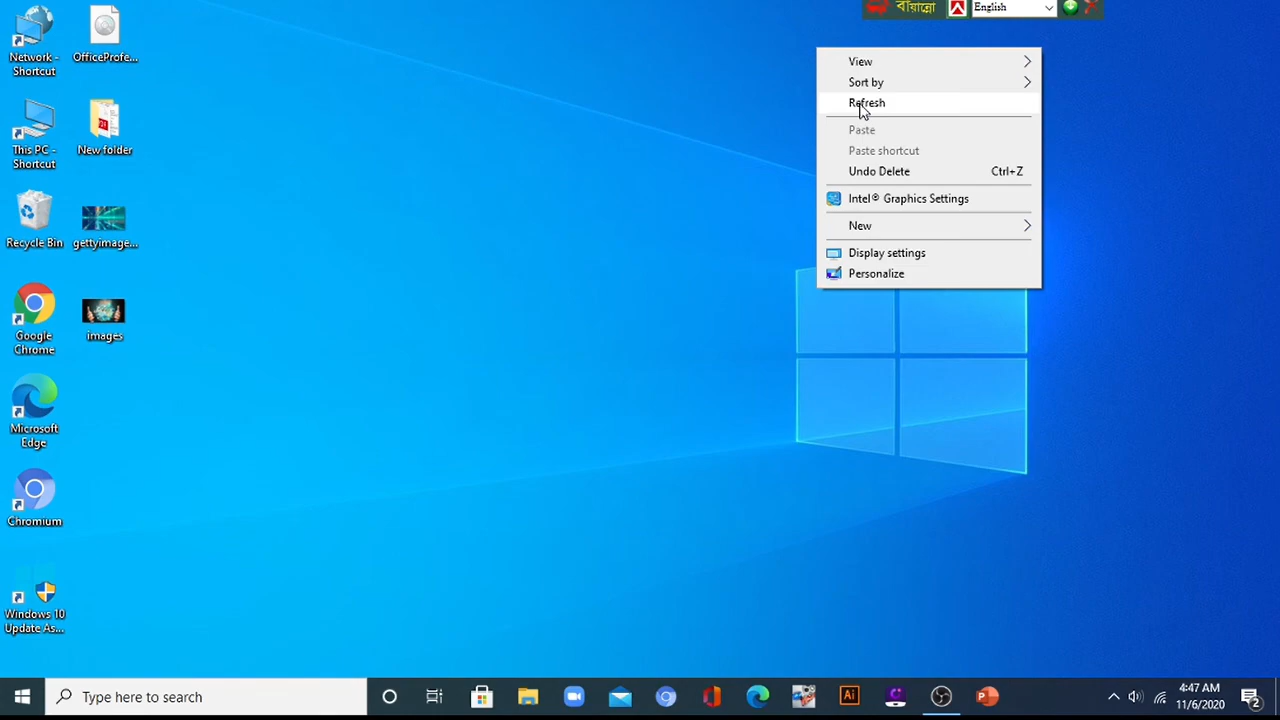 বায়ান্নো
English
Network -
Shortcut
OfficeProfe...
This PC -
Shortcut
New folder
Recycle Bin
gettyimage...
Google
Chrome
images
Microsoft
Edge
Chromium
Windows 10
Update As...
View
Sort by
Refresh
Paste
Paste shortcut
Undo Delete Ctrl+Z
Intel® Graphics Settings
New
Display settings
Personalize
Type here to search
Ai
4:47 AM
11/6/2020
2